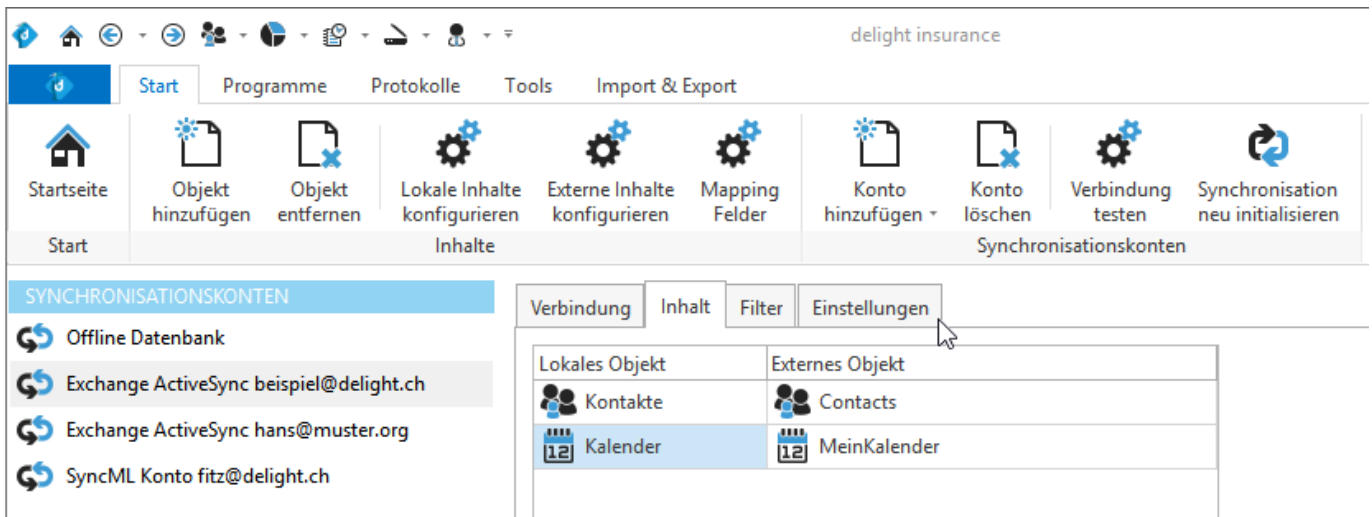 delight insurance
Start Programme Protokolle Tools Import & Export
Startseite Objekt hinzufügen Objekt entfernen Lokale Inhalte konfigurieren Externe Inhalte konfigurieren Mapping Felder Konto hinzufügen Konto löschen Verbindung testen Synchronisation neu initialisieren
Start Inhalte Synchronisationskonten
SYNCHRONISATIONSKONTEN
Offline Datenbank
Exchange ActiveSync beispiel@delight.ch
Exchange ActiveSync hans@muster.org
SyncML Konto fitz@delight.ch
Verbindung Inhalt Filter Einstellungen
Lokales Objekt Externes Objekt
Kontakte Contacts
12 Kalender 12 MeinKalender